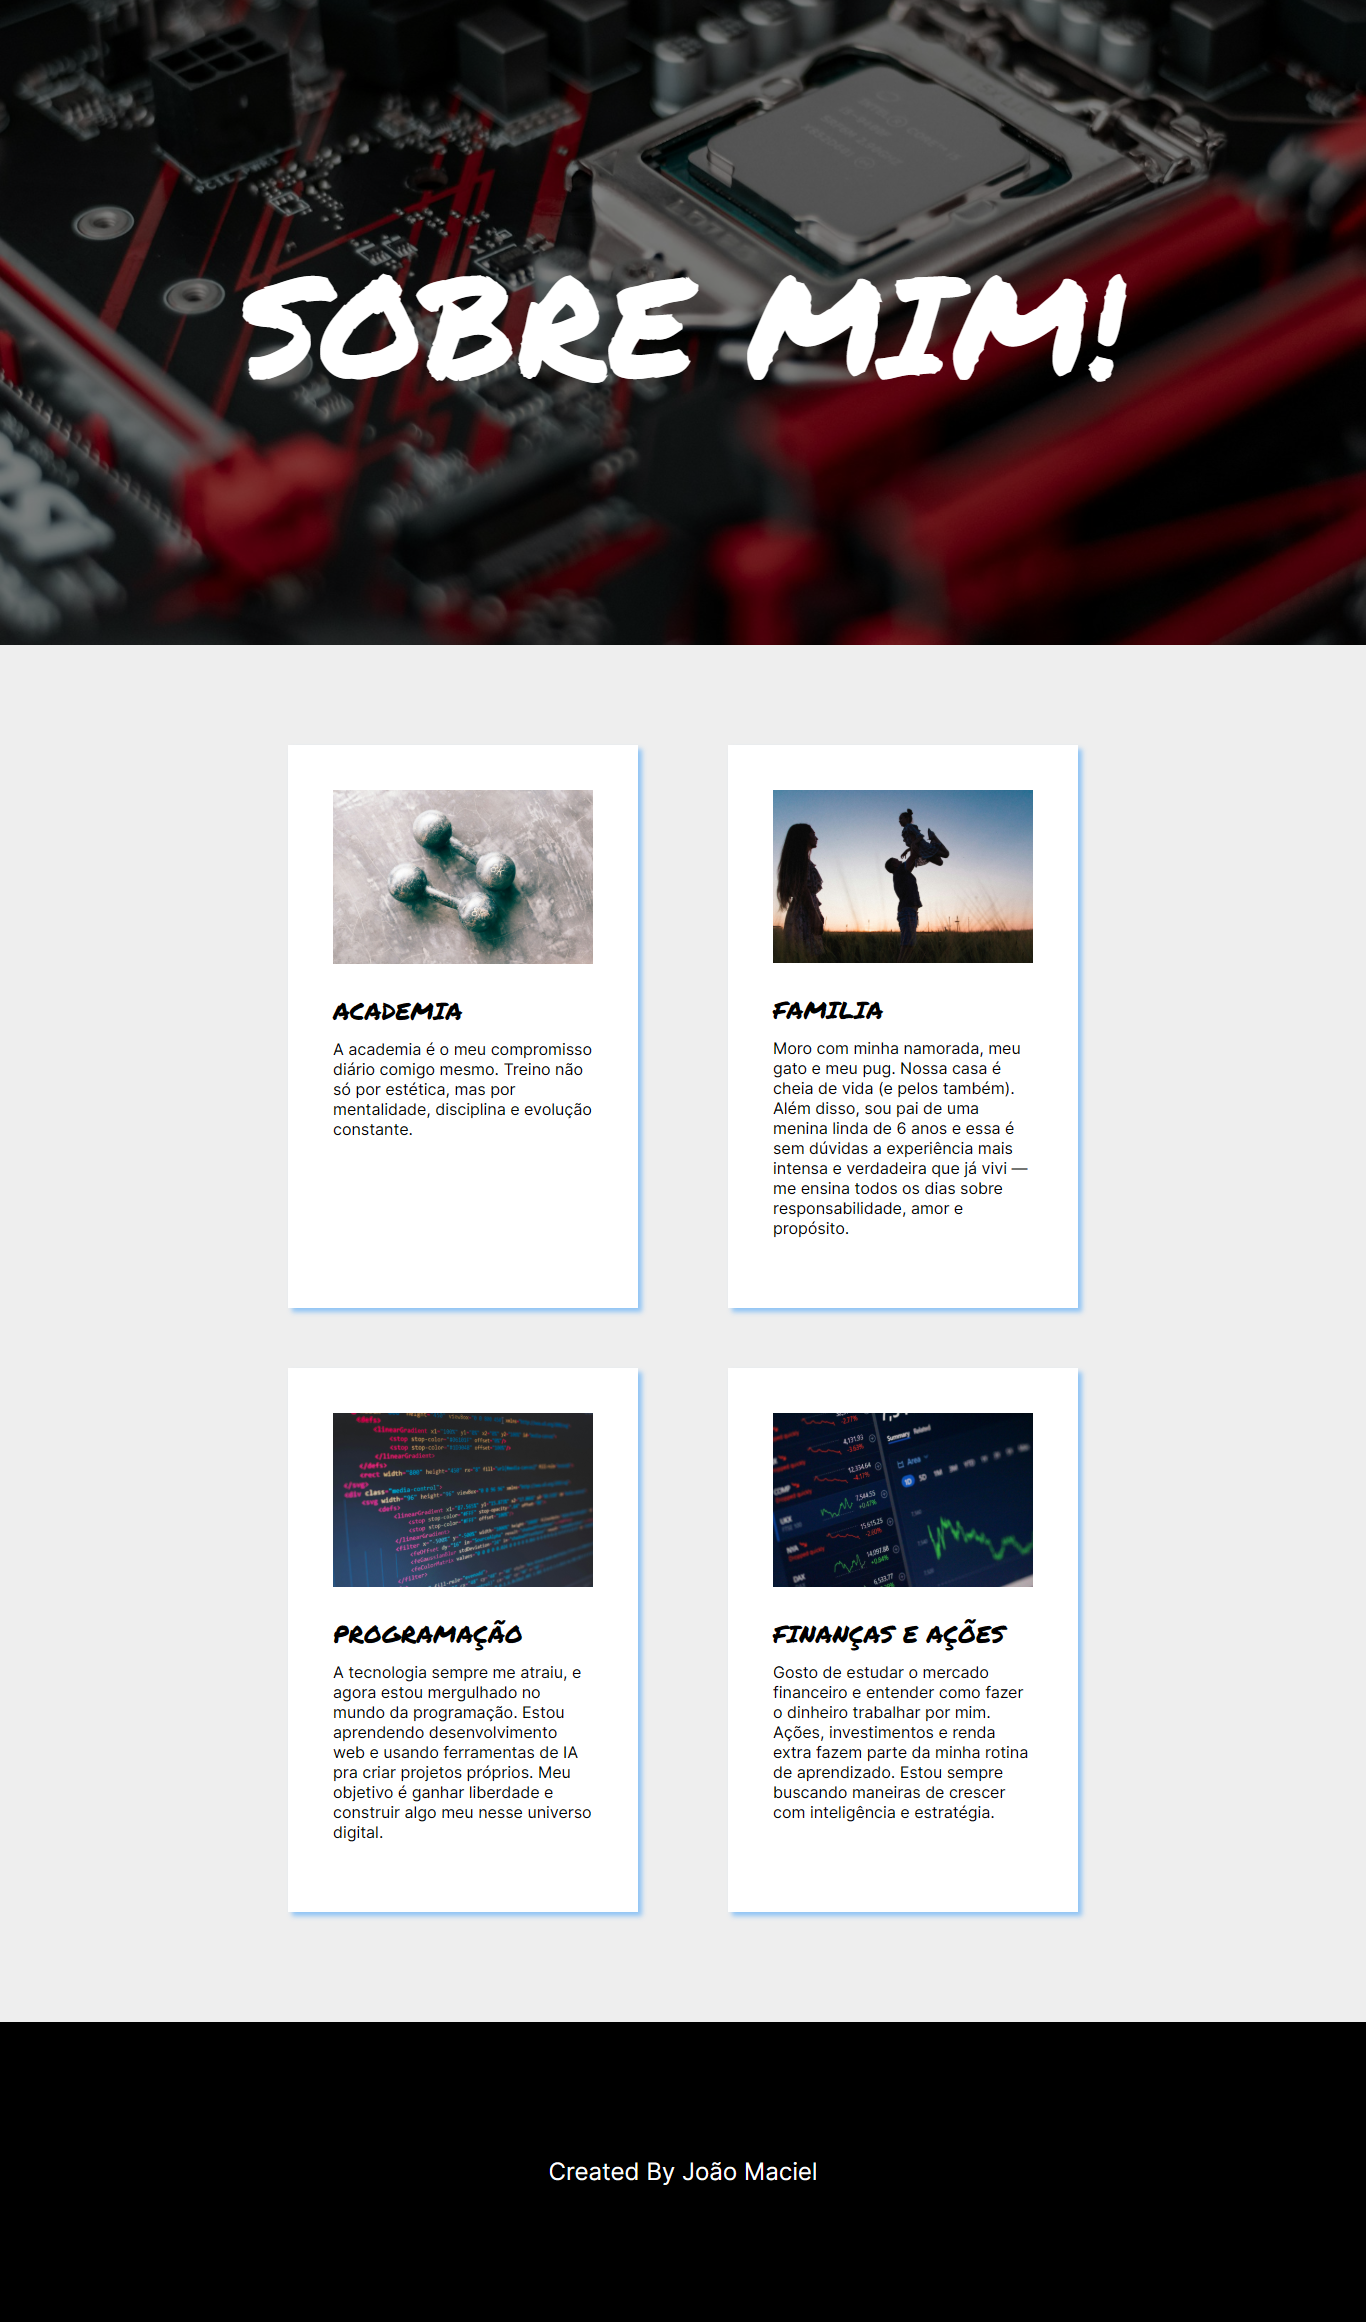 SOBRE MIM!
ACADEMIA
A academia é o meu compromisso
diário comigo mesmo. Treino não
só por estética, mas por
mentalidade, disciplina e evolução
constante.
FAMILIA
Moro com minha namorada, meu
gato e meu pug. Nossa casa é
cheia de vida (e pelos também).
Além disso, sou pai de uma
menina linda de 6 anos e essa é
sem dúvidas a experiência mais
intensa e verdadeira que já vivi —
me ensina todos os dias sobre
responsabilidade, amor e
propósito.
PROGRAMAÇÃO
A tecnologia sempre me atraiu, e
agora estou mergulhado no
mundo da programação. Estou
aprendendo desenvolvimento
web e usando ferramentas de IA
pra criar projetos próprios. Meu
objetivo é ganhar liberdade e
construir algo meu nesse universo
digital.
Summary Related
FINANÇAS E AÇÕES
Gosto de estudar o mercado
financeiro e entender como fazer
o dinheiro trabalhar por mim.
Ações, investimentos e renda
extra fazem parte da minha rotina
de aprendizado. Estou sempre
buscando maneiras de crescer
com inteligência e estratégia.
Created By João Maciel